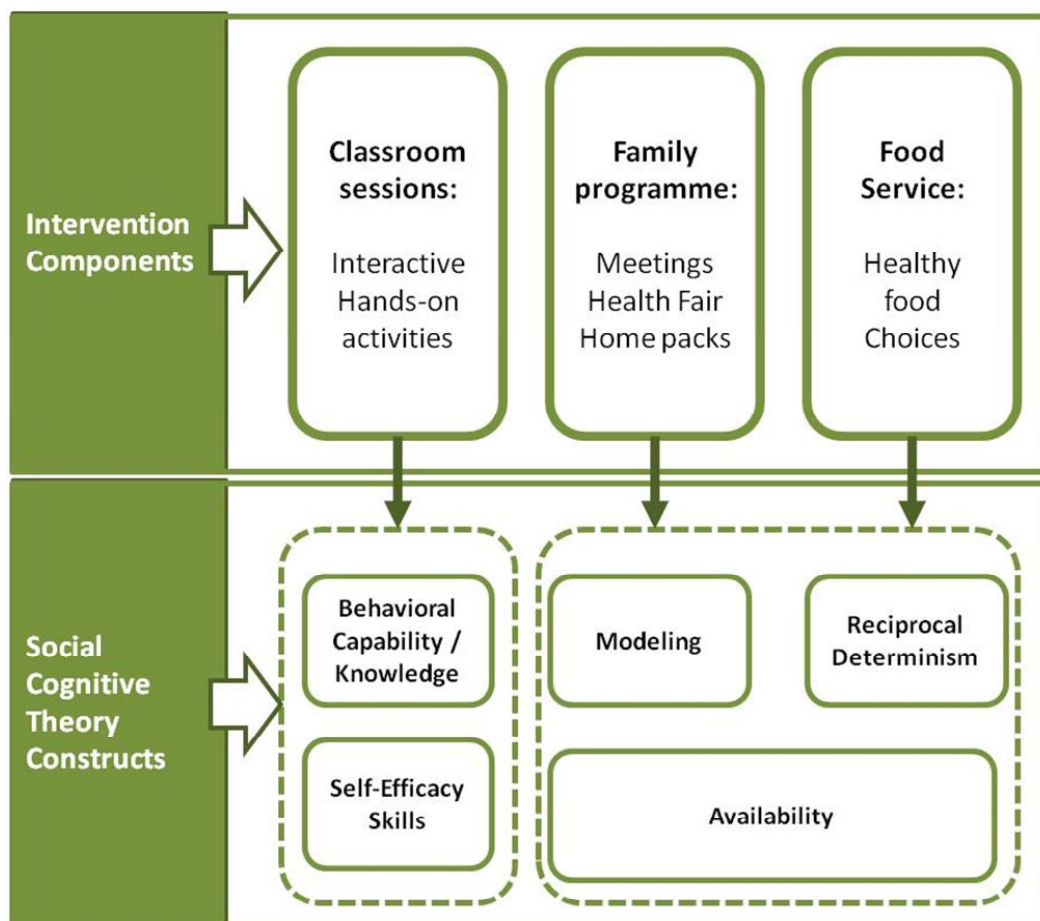 Intervention
Components
Classroom
sessions:
Interactive
Hands-on
activities
Family
programme:
Meetings
Health Fair
Home packs
Food
Service:
Healthy
food
Choices
Social
Cognitive
Theory
Constructs
Behavioral
Capability /
Knowledge
Self-Efficacy
Skills
Modeling
Reciprocal
Determinism
Availability